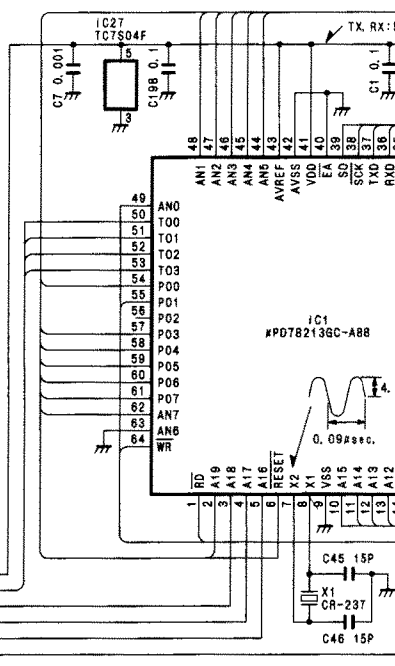 IC27
TC7S04F
TX, RX:
5
C7 0.001
C198 0.1
C1 0.1
3
48 47 46 45 44 43 42 41 40 39 38 37 36
AN1 AN2 AN3 AN4 AN5 AVREF AVSS VDD EA SO SCK TXD RXD
49 AN0
50 TO0
51 TO1
52 TO2
53 TO3
54 P00
55 P01
56 P02
57 P03
58 P04
59 P05
60 P06
61 P07
62 AN7
63 AN6
64 WR
IC1
μPD78213GC-A88
4.
0.09μsec.
RD A19 A18 A17 A16 RESET X2 X1 VSS A15 A14 A13 A12
1 2 3 4 5 6 7 8 9 10 11 12 13
C45 15P
X1
CR-237
C46 15P